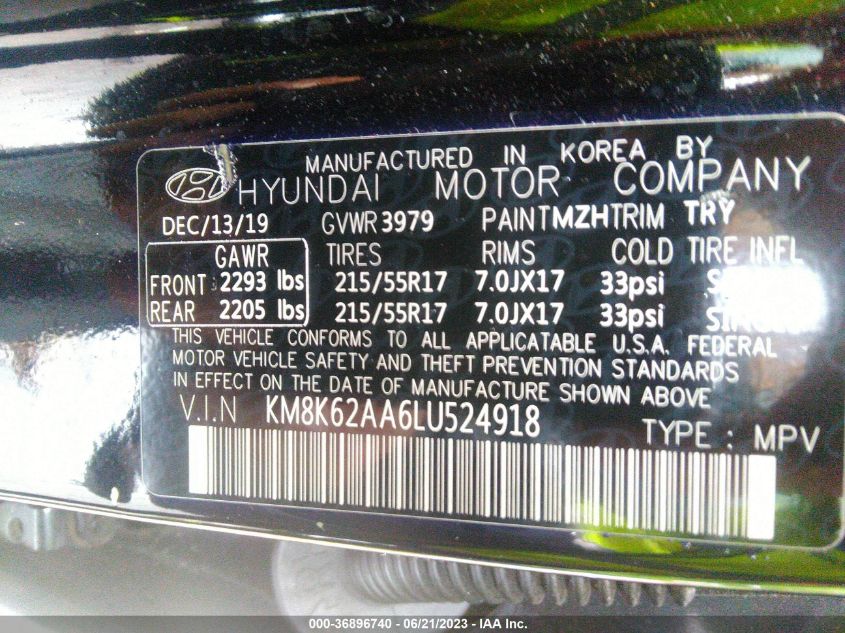 MANUFACTURED IN KOREA BY
HYUNDAI MOTOR COMPANY
DEC/13/19 GVWR 3979 PAINT MZH TRIM TRY
GAWR TIRES RIMS COLD TIRE INFL
FRONT 2293 lbs 215/55R17 7.0JX17 33psi
REAR 2205 lbs 215/55R17 7.0JX17 33psi
THIS VEHICLE CONFORMS TO ALL APPLICATABLE U.S.A. FEDERAL
MOTOR VEHICLE SAFETY AND THEFT PREVENTION STANDARDS
IN EFFECT ON THE DATE OF MANUFACTURE SHOWN ABOVE
V.I.N KM8K62AA6LU524918
TYPE : MPV
000-36896740 - 06/21/2023 - IAA Inc.